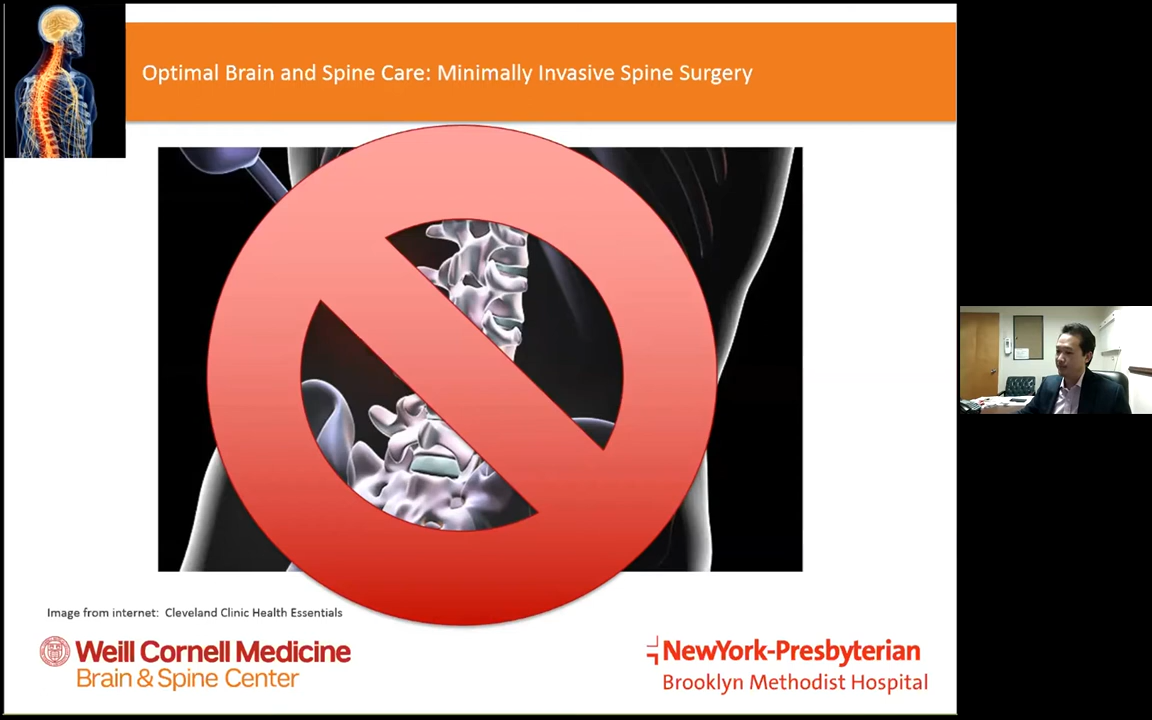 Optimal Brain and Spine Care: Minimally Invasive Spine Surgery
Image from internet: Cleveland Clinic Health Essentials
Weill Cornell Medicine
Brain & Spine Center
NewYork-Presbyterian
Brooklyn Methodist Hospital